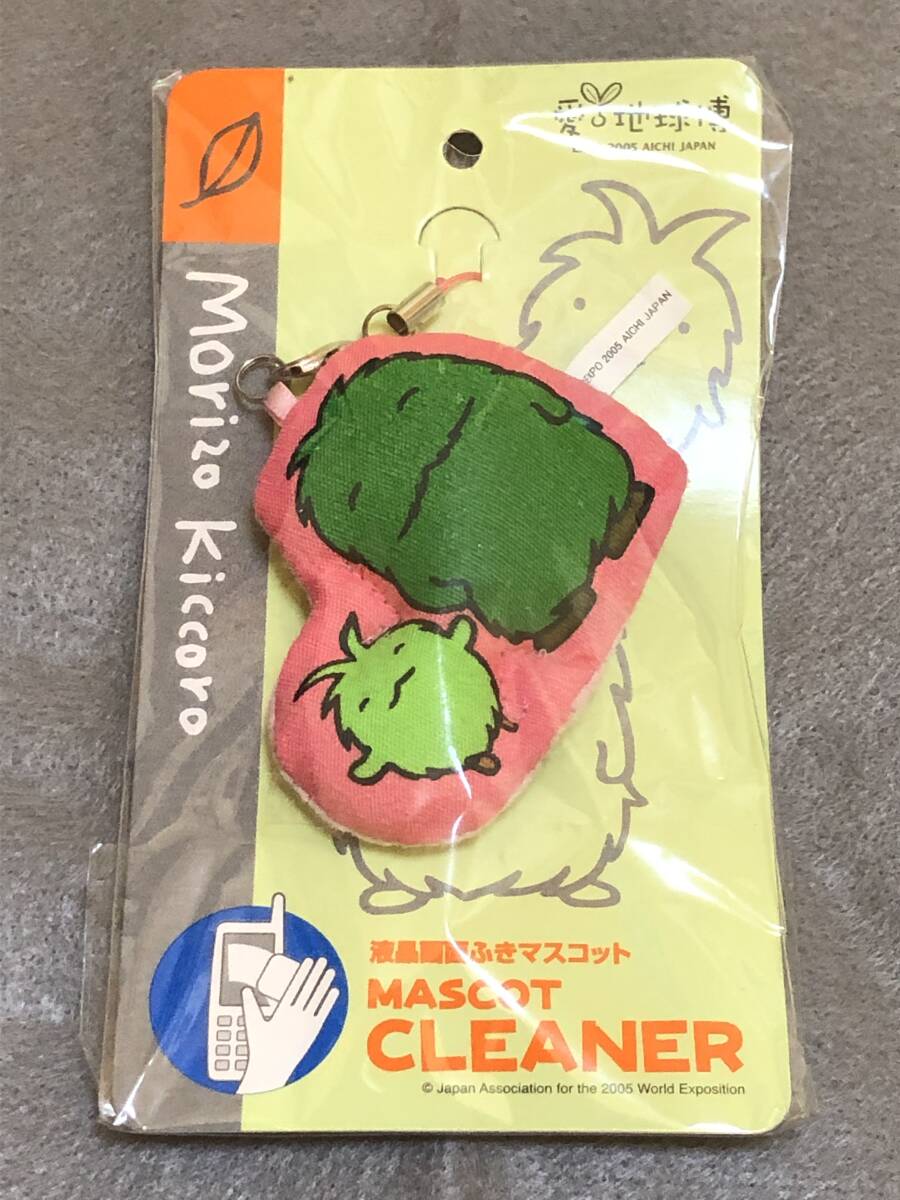 愛・地球博
2005 AICHI JAPAN
EXPO 2005 AICHI JAPAN
Morizo Kiccoro
液晶画面ふきマスコット
MASCOT
CLEANER
© Japan Association for the 2005 World Exposition